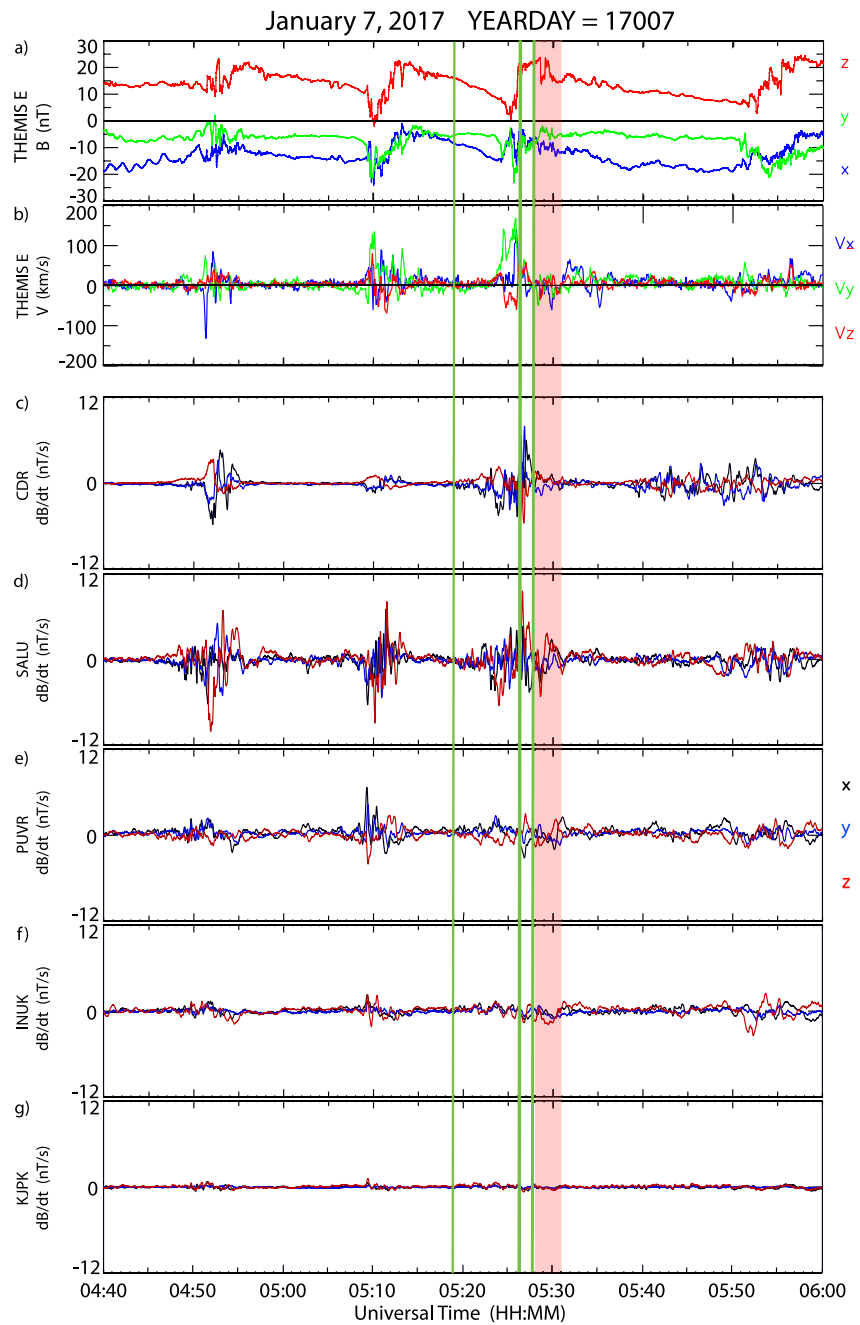 January 7, 2017 YEARDAY = 17007
a)
THEMIS E
B (nT)
30
20
10
0
-10
-20
-30
z
y
x
b)
THEMIS E
V (km/s)
200
100
0
-100
-200
Vx
Vy
Vz
c)
CDR
dB/dt (nT/s)
12
0
-12
d)
SALU
dB/dt (nT/s)
12
0
-12
e)
PUVR
dB/dt (nT/s)
12
0
-12
x
y
z
f)
INUK
dB/dt (nT/s)
12
0
-12
g)
KJPK
dB/dt (nT/s)
12
0
-12
04:40 04:50 05:00 05:10 05:20 05:30 05:40 05:50 06:00
Universal Time (HH:MM)